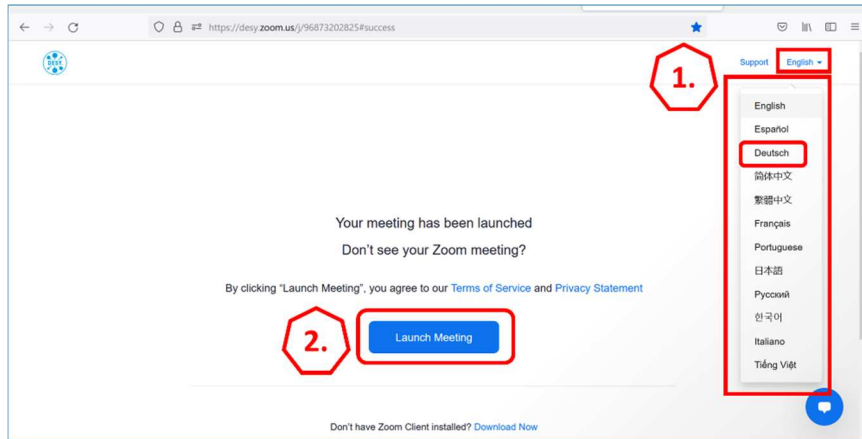 https://desy.zoom.us/j/96873202825#success
DESY.
Support English
1.
English
Español
Deutsch
简体中文
繁體中文
Français
Portuguese
日本語
Русский
한국어
Italiano
Tiếng Việt
Your meeting has been launched
Don't see your Zoom meeting?
By clicking “Launch Meeting”, you agree to our Terms of Service and Privacy Statement
2.
Launch Meeting
Don't have Zoom Client installed? Download Now